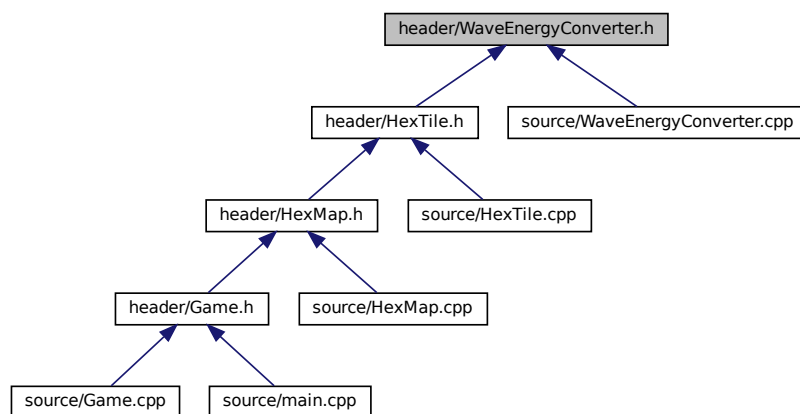 header/WaveEnergyConverter.h
header/HexTile.h
source/WaveEnergyConverter.cpp
header/HexMap.h
source/HexTile.cpp
header/Game.h
source/HexMap.cpp
source/Game.cpp
source/main.cpp